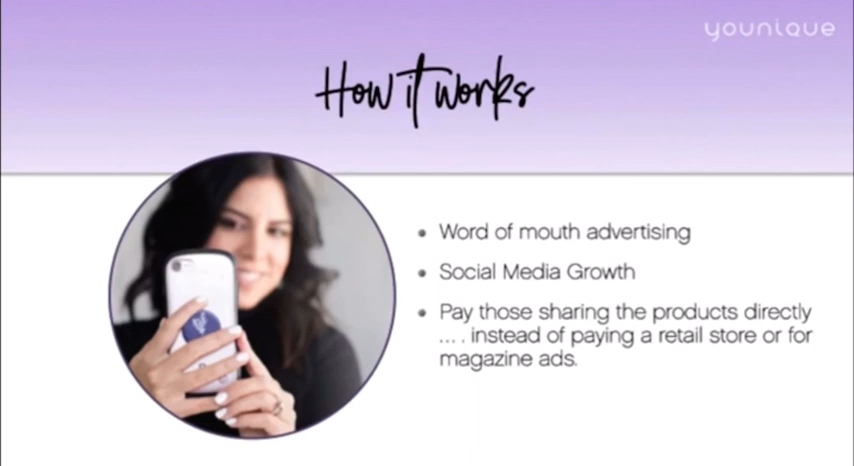 younique
How it works
Word of mouth advertising
Social Media Growth
Pay those sharing the products directly
... . instead of paying a retail store or for
magazine ads.